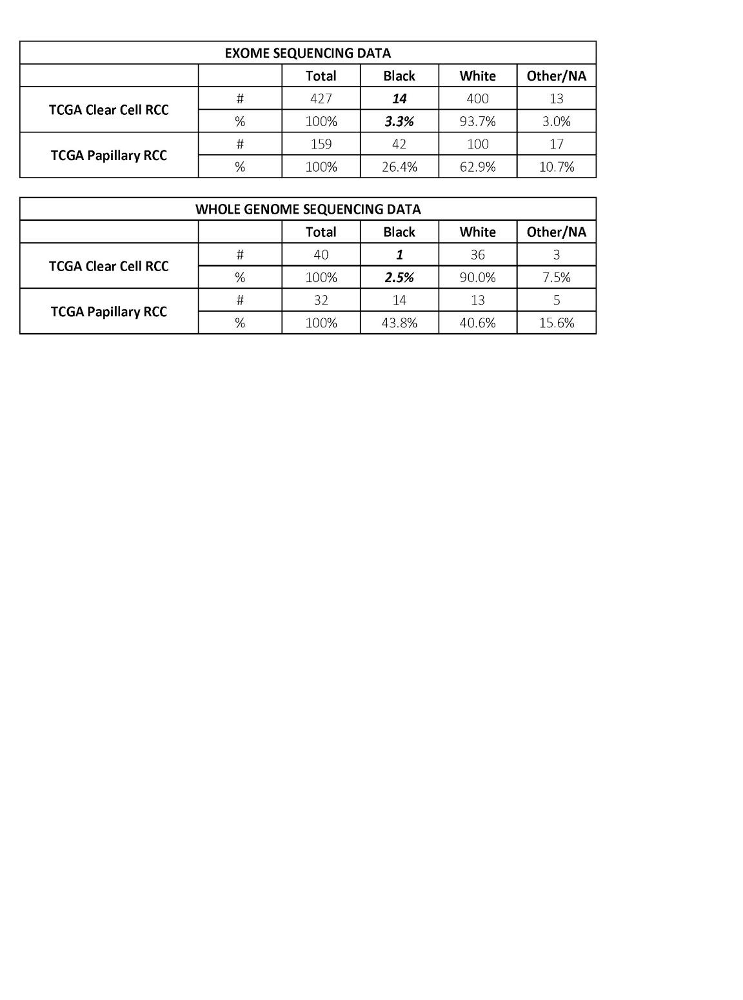 EXOME SEQUENCING DATA
Total Black White Other/NA
TCGA Clear Cell RCC # 427 14 400 13
% 100% 3.3% 93.7% 3.0%
TCGA Papillary RCC # 159 42 100 17
% 100% 26.4% 62.9% 10.7%
WHOLE GENOME SEQUENCING DATA
Total Black White Other/NA
TCGA Clear Cell RCC # 40 1 36 3
% 100% 2.5% 90.0% 7.5%
TCGA Papillary RCC # 32 14 13 5
% 100% 43.8% 40.6% 15.6%